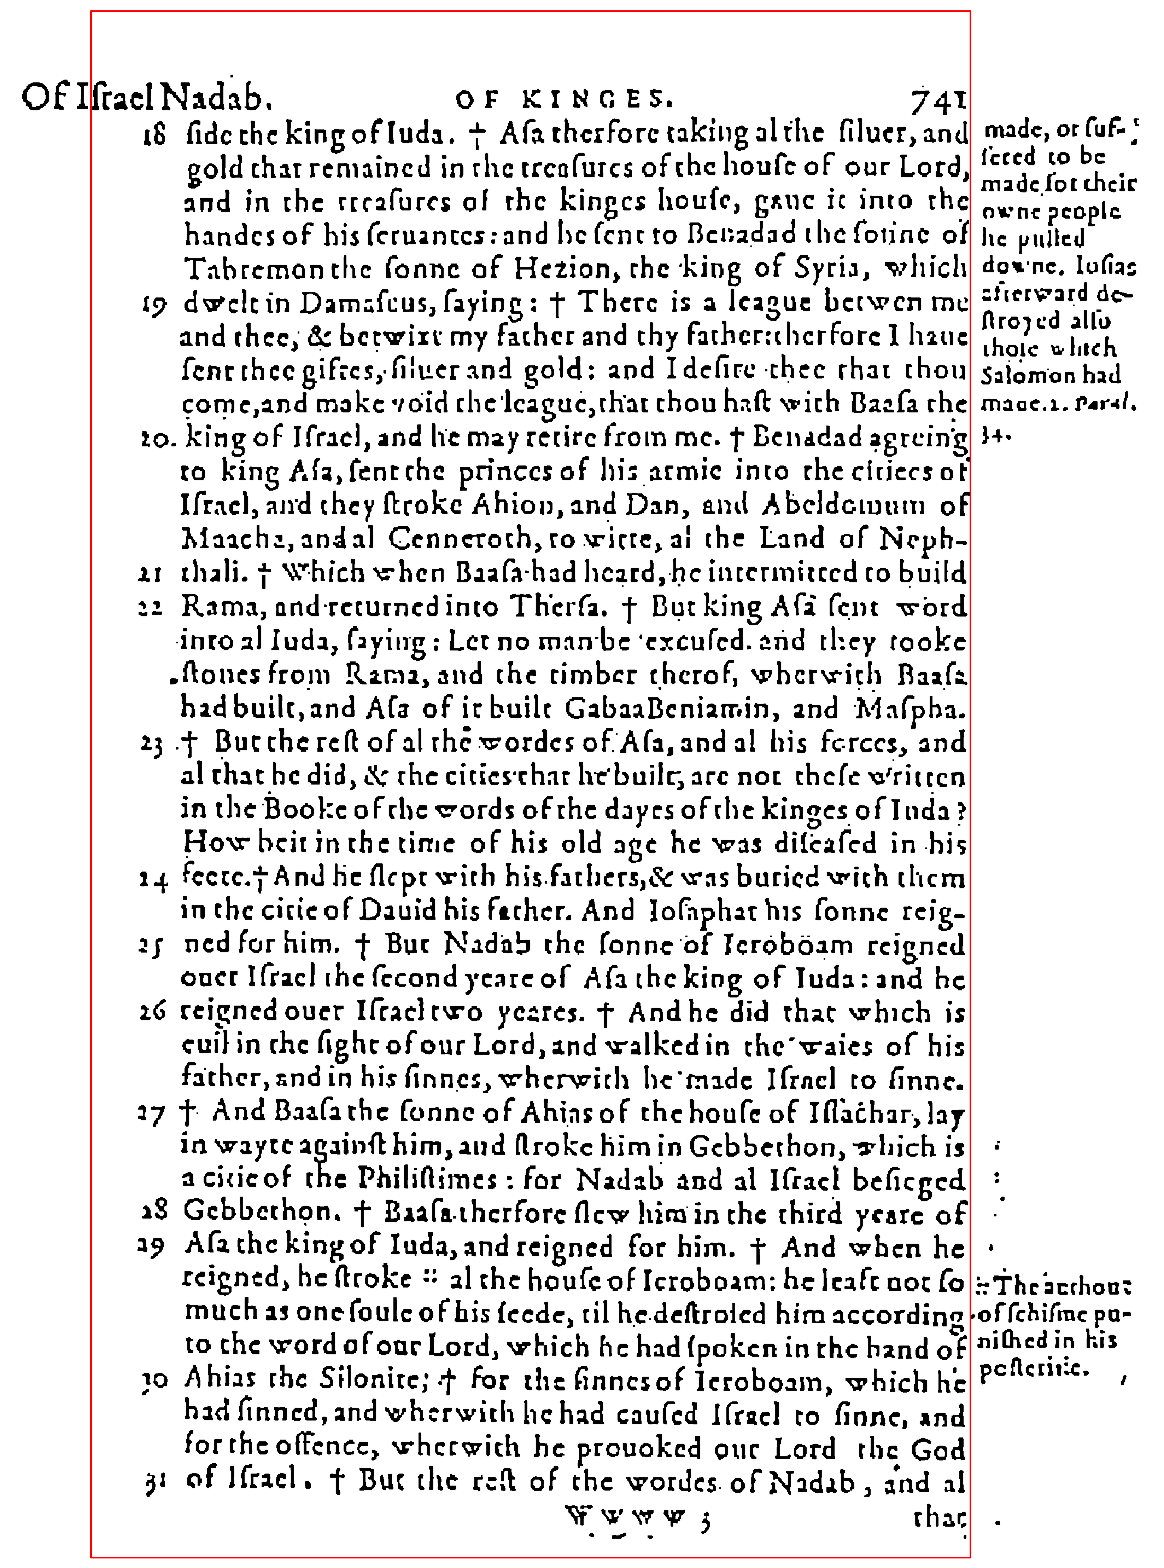 Of Iſrael Nadab. OF KINGES. 741
18 ſide the king of Iuda. † Aſa therfore taking al the ſiluer, and
gold that remained in the treaſures of the houſe of our Lord,
and in the treaſures of the kinges houſe, gaue it into the
handes of his ſeruantes: and he ſent to Benadad the ſonne of
Tabremon the ſonne of Hezion, the king of Syria, which
19 dwelt in Damaſcus, ſaying: † There is a league betwen me
and thee, & betwixt my father and thy father: therfore I haue
ſent thee giftes, ſiluer and gold: and I deſire thee that thou
come, and make void the league, that thou haſt with Baaſa the
20. king of Iſrael, and he may retire from me. † Benadad agreing
to king Aſa, ſent the princes of his armie into the citiees of
Iſrael, and they ſtroke Ahion, and Dan, and Abeldomum of
Maacha, and al Cenneroth, to witte, al the Land of Neph-
21 thali. † Which when Baaſa had heard, he intermitted to build
22 Rama, and returned into Therſa. † But king Aſa ſent word
into al Iuda, ſaying: Let no man be excuſed. and they tooke
ſtones from Rama, and the timber therof, wherwith Baaſa
had built, and Aſa of it built Gabaa Beniamin, and Maſpha.
23 † But the reſt of al the wordes of Aſa, and al his forces, and
al that he did, & the cities that he built, are not theſe written
in the Booke of the words of the dayes of the kinges of Iuda?
How beit in the time of his old age he was diſeaſed in his
24 feete. † And he ſlept with his fathers, & was buried with them
in the citie of Dauid his father. And Ioſaphat his ſonne reig-
25 ned for him. † But Nadab the ſonne of Ieroboam reigned
ouer Iſrael the ſecond yeare of Aſa the king of Iuda: and he
26 reigned ouer Iſrael two yeares. † And he did that which is
euil in the ſight of our Lord, and walked in the waies of his
father, and in his ſinnes, wherwith he made Iſrael to ſinne.
27 † And Baaſa the ſonne of Ahias of the houſe of Iſſachar, lay
in wayte againſt him, and ſtroke him in Gebbethon, which is
a citie of the Philiſtimes: for Nadab and al Iſrael beſieged
28 Gebbethon. † Baaſa therfore ſlew him in the third yeare of
29 Aſa the king of Iuda, and reigned for him. † And when he
reigned, he ſtroke :: al the houſe of Ieroboam: he leaft not ſo
much as one ſoule of his ſeede, til he deſtroied him according
to the word of our Lord, which he had ſpoken in the hand of
30 Ahias the Silonite; † For the ſinnes of Ieroboam, which he
had ſinned, and wherwith he had cauſed Iſrael to ſinne, and
for the offence, wherwith he prouoked our Lord the God
31 of Iſrael. † But the reſt of the wordes of Nadab, and al
Wwww 3 that
made, or ſuf-
fered to be
made for their
owne people
he pulled
downe. Ioſias
afterward de-
ſtroyed alſo
thoſe which
Salomon had
made. 2. Paral.
34.
:: The authour
of ſchiſme pu-
niſhed in his
poſteritie.